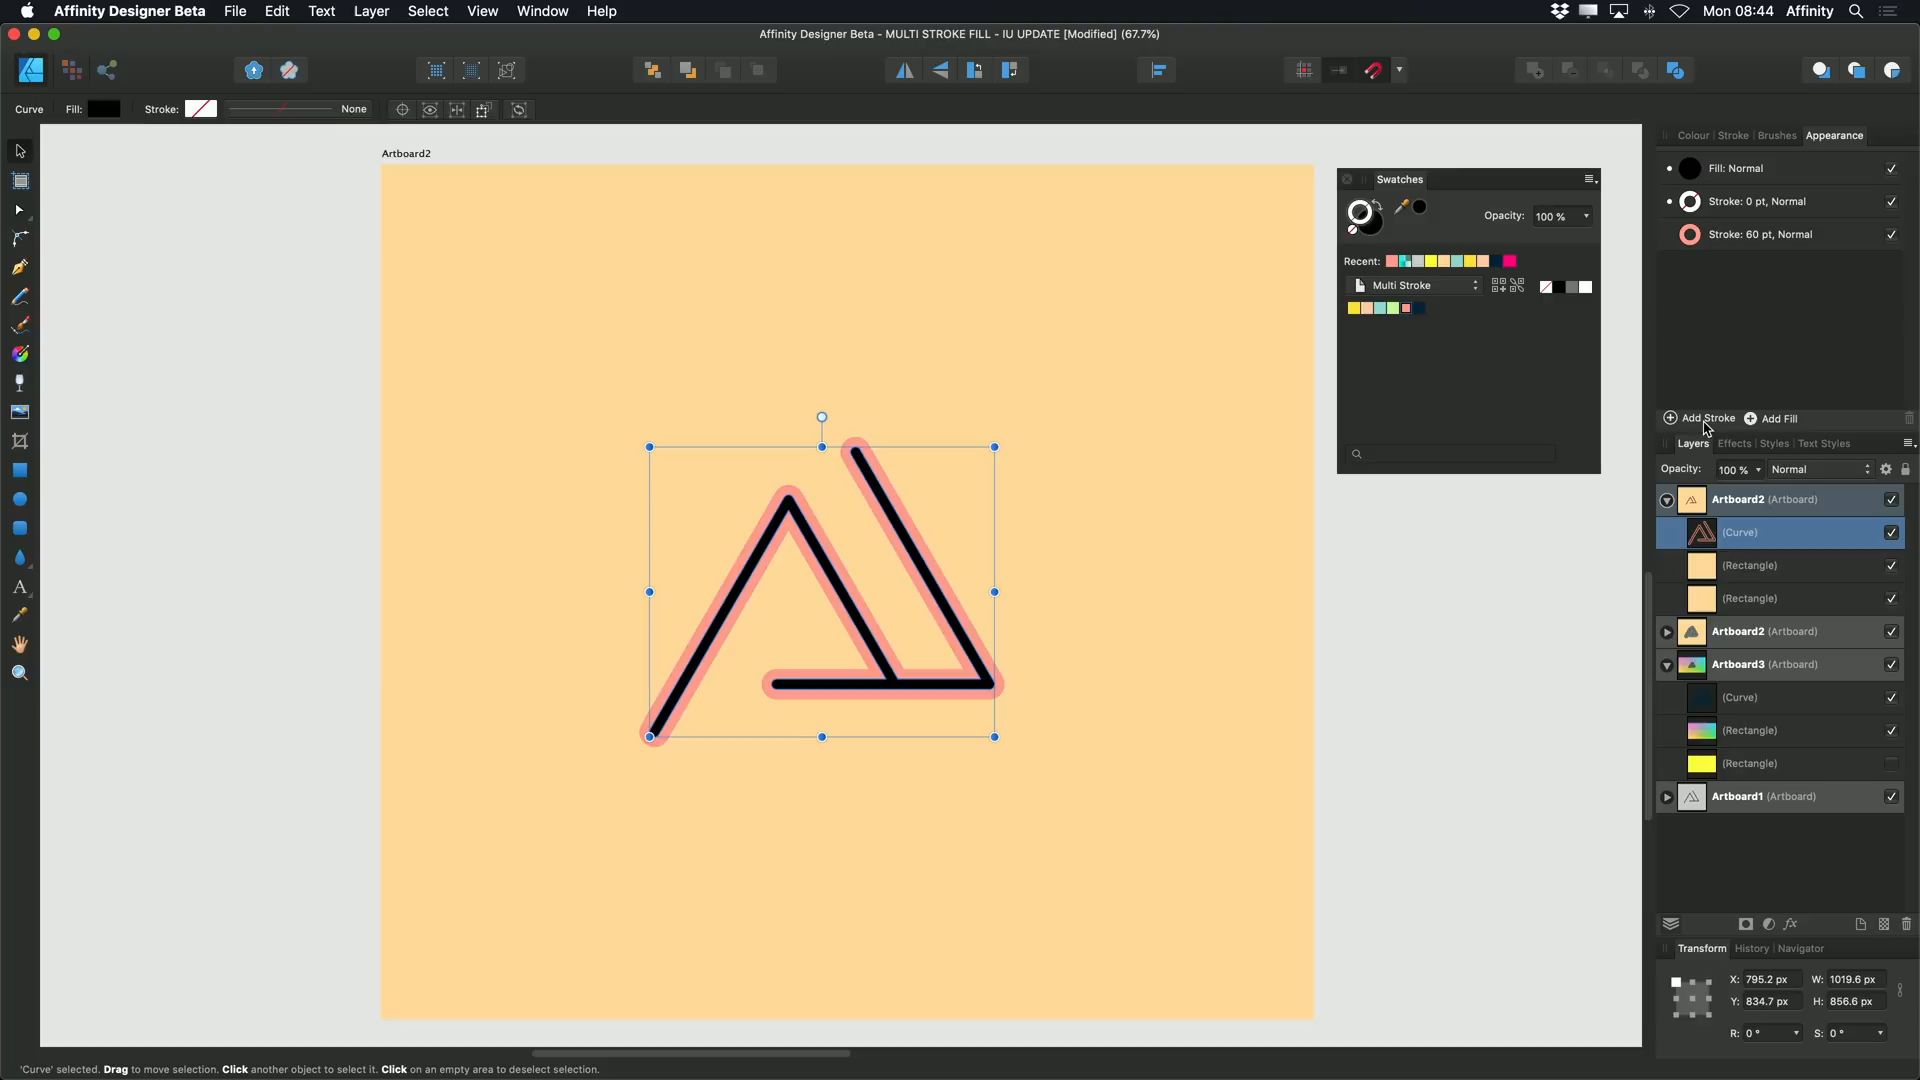 Affinity Designer Beta File Edit Text Layer Select View Window Help Mon 08:44 Affinity
Affinity Designer Beta - MULTI STROKE FILL - IU UPDATE [Modified] (67.7%)
Curve Fill: Stroke: None
Artboard2
Swatches
Opacity: 100 %
Recent:
Multi Stroke
Colour Stroke Brushes Appearance
Fill: Normal
Stroke: 0 pt, Normal
Stroke: 60 pt, Normal
Add Stroke Add Fill
Layers Effects Styles Text Styles
Opacity: 100 % Normal
Artboard2 (Artboard)
(Curve)
(Rectangle)
(Rectangle)
Artboard2 (Artboard)
Artboard3 (Artboard)
(Curve)
(Rectangle)
(Rectangle)
Artboard1 (Artboard)
fx
Transform History Navigator
X: 795.2 px W: 1019.6 px
Y: 834.7 px H: 856.6 px
R: 0 ° S: 0 °
'Curve' selected. Drag to move selection. Click another object to select it. Click on an empty area to deselect selection.